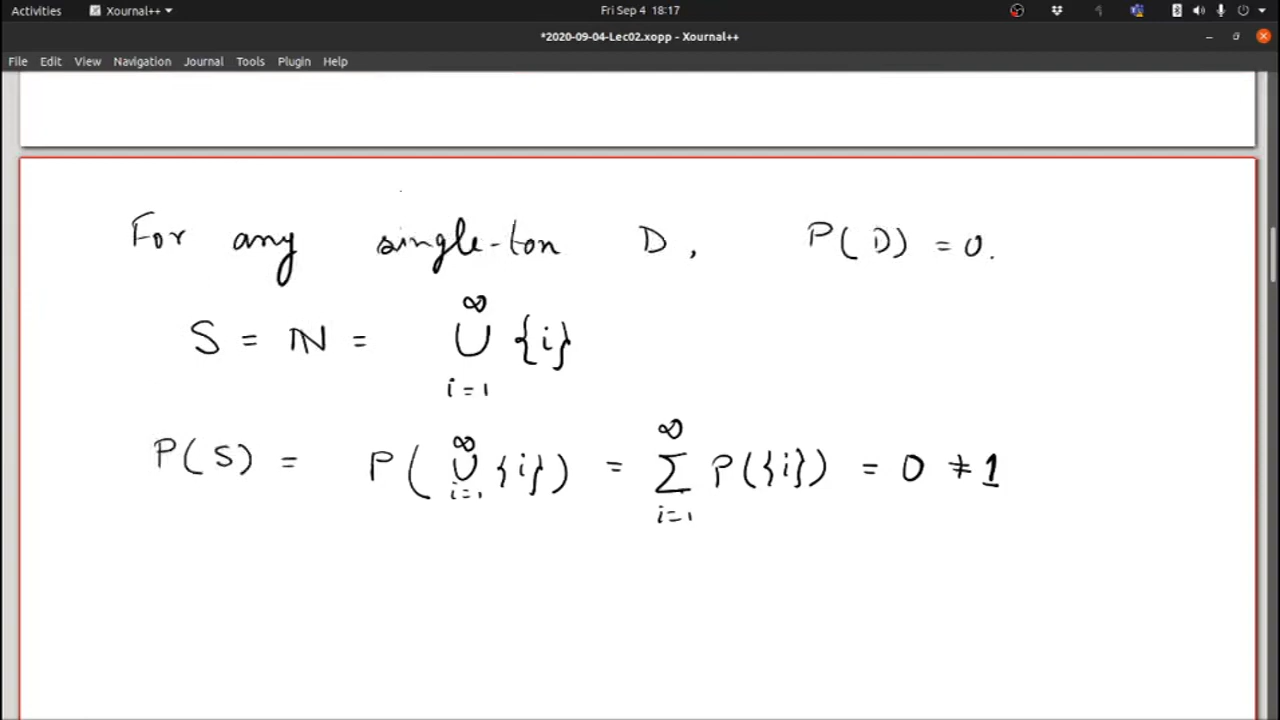 Activities Xournal++ Fri Sep 4 18:17
*2020-09-04-Lec02.xopp - Xournal++
File Edit View Navigation Journal Tools Plugin Help
For any single-ton D, P(D) = 0.
S = ℕ = ∞ ∪ i=1 {i}
P(S) = P( ∞ ∪ i=1 {i}) = ∞ Σ i=1 P({i}) = 0 ≠ 1